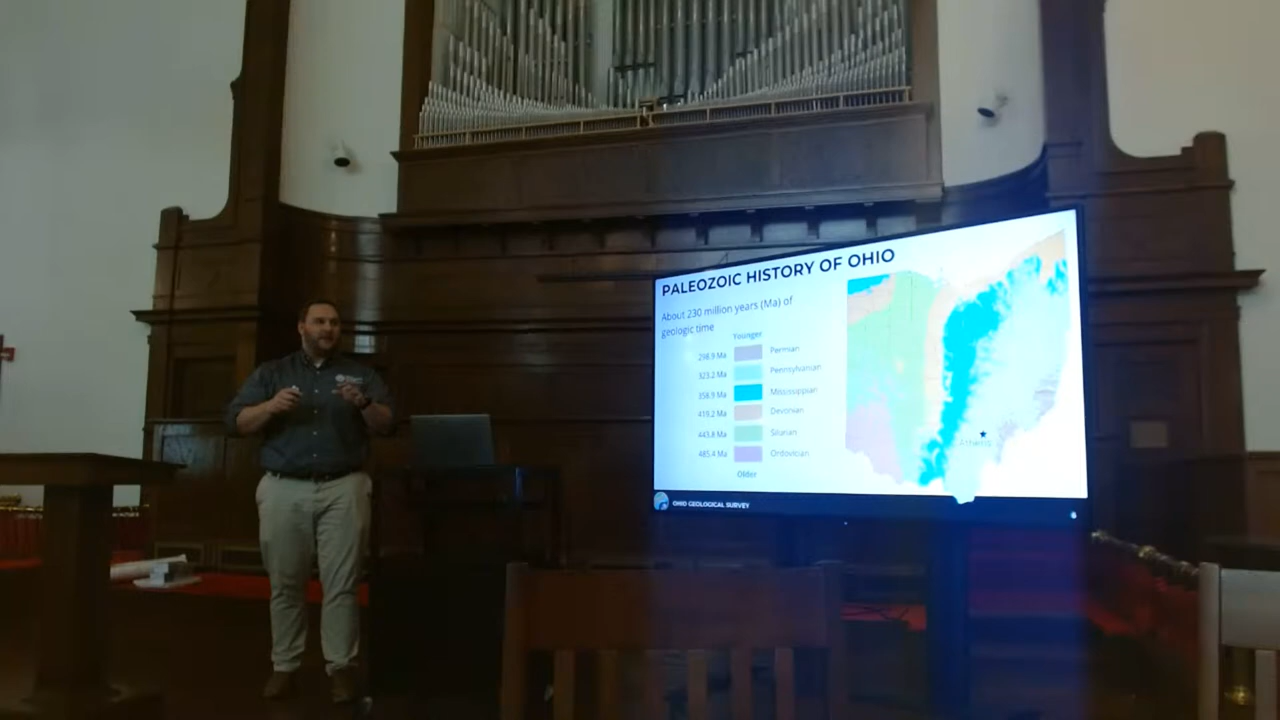 PALEOZOIC HISTORY OF OHIO
About 230 million years (Ma) of
geologic time
Younger
298.9 Ma Permian
323.2 Ma Pennsylvanian
358.9 Ma Mississippian
419.2 Ma Devonian
443.8 Ma Silurian
485.4 Ma Ordovician
Older
Athens
OHIO GEOLOGICAL SURVEY